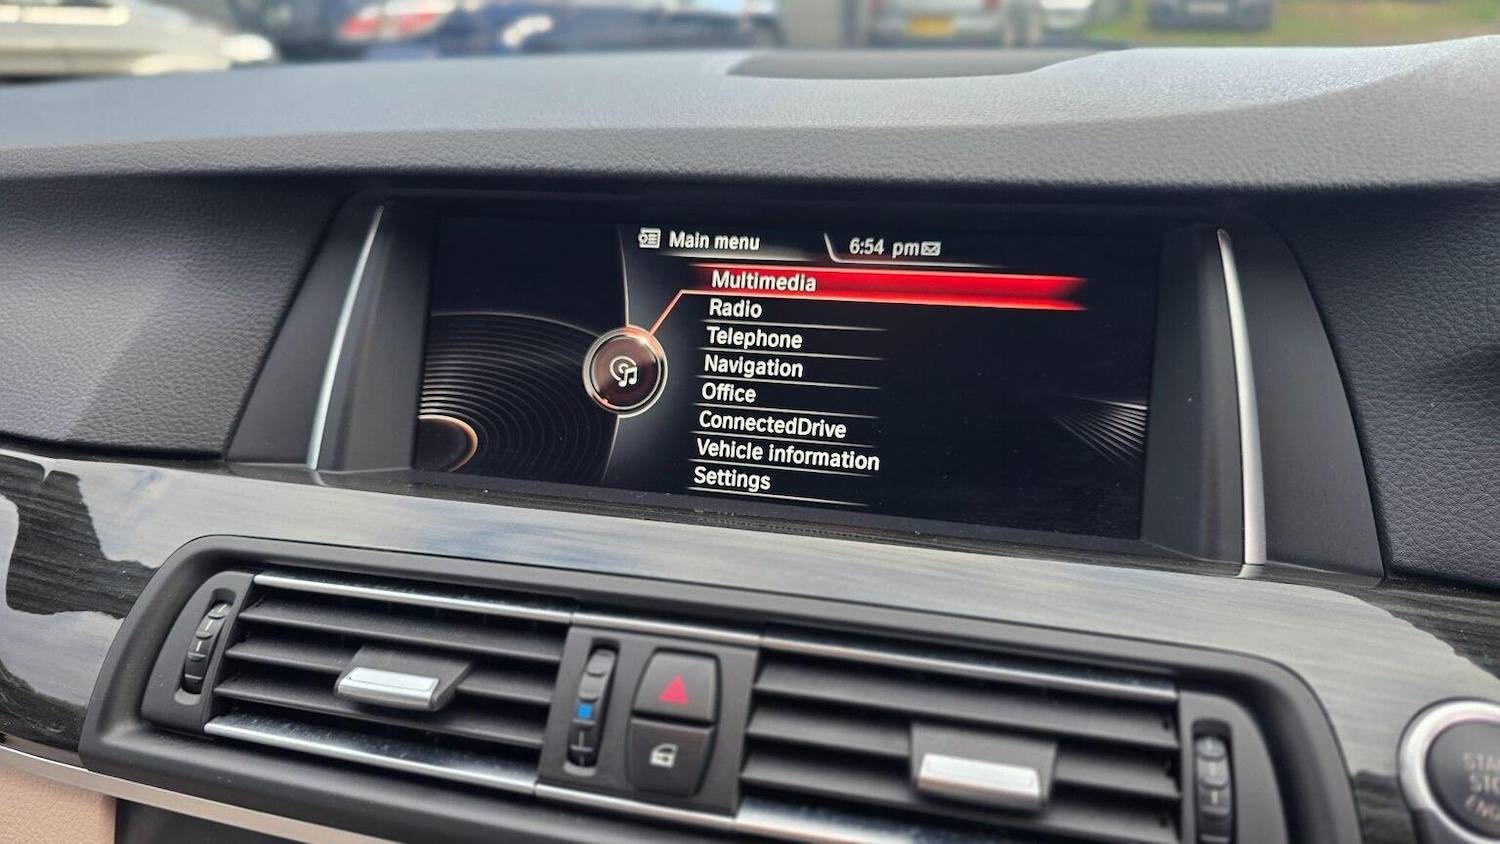 Main menu
6:54 pm
Multimedia
Radio
Telephone
Navigation
Office
ConnectedDrive
Vehicle information
Settings